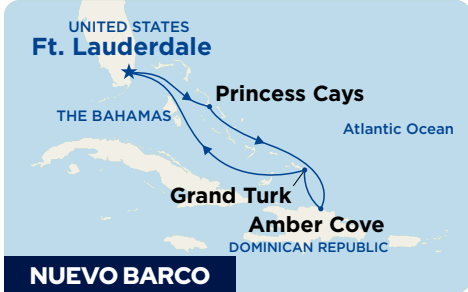 UNITED STATES
Ft. Lauderdale
Princess Cays
THE BAHAMAS
Atlantic Ocean
Grand Turk
Amber Cove
DOMINICAN REPUBLIC
NUEVO BARCO